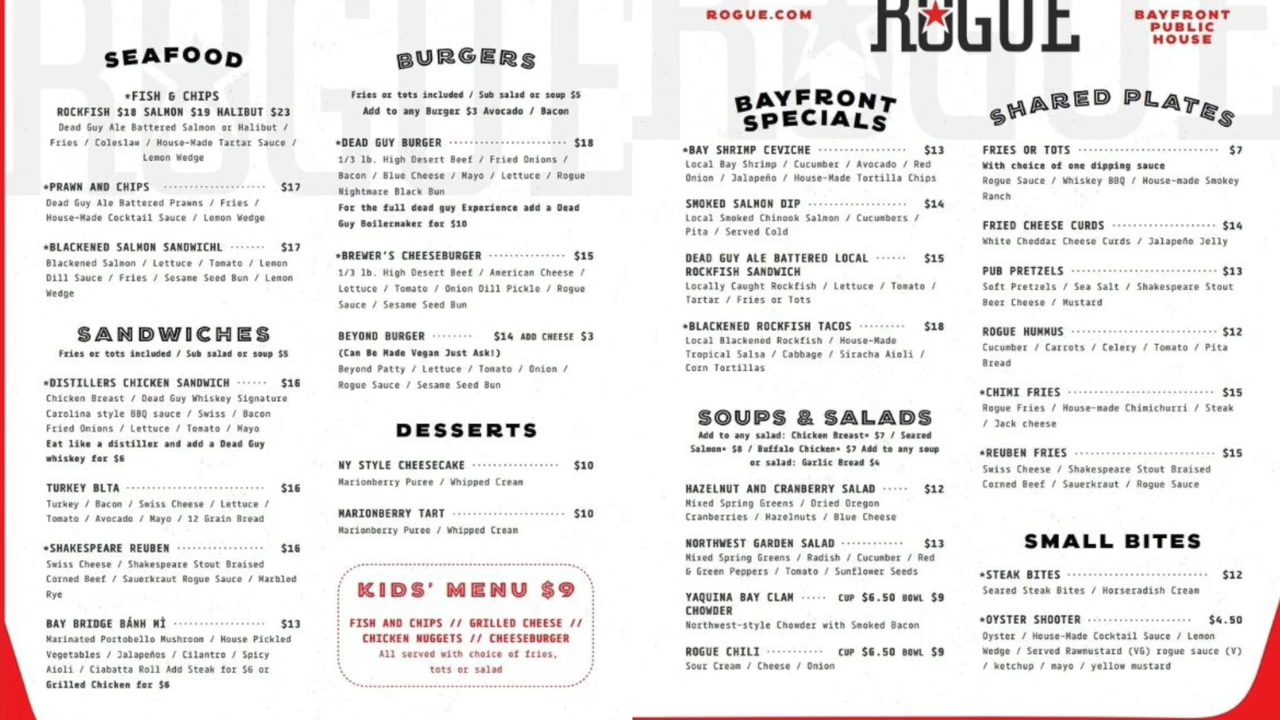 SEAFOOD
*FISH & CHIPS
ROCKFISH $18 SALMON $19 HALIBUT $23
Dead Guy Ale Battered Salmon or Halibut /
Fries / Coleslaw / House-Made Tartar Sauce /
Lemon Wedge
*PRAWN AND CHIPS $17
Dead Guy Ale Battered Prawns / Fries /
House-Made Cocktail Sauce / Lemon Wedge
*BLACKENED SALMON SANDWICHL $17
Blackened Salmon / Lettuce / Tomato / Lemon
Dill Sauce / Fries / Sesame Seed Bun / Lemon
Wedge
SANDWICHES
Fries or tots included / Sub salad or soup $5
*DISTILLERS CHICKEN SANDWICH $16
Chicken Breast / Dead Guy Whiskey Signature
Carolina style BBQ sauce / Swiss / Bacon
Fried Onions / Lettuce / Tomato / Mayo
Eat like a distiller and add a Dead Guy
whiskey for $6
TURKEY BLTA $16
Turkey / Bacon / Swiss Cheese / Lettuce /
Tomato / Avocado / Mayo / 12 Grain Bread
*SHAKESPEARE REUBEN $16
Swiss Cheese / Shakespeare Stout Braised
Corned Beef / Sauerkraut Rogue Sauce / Marbled
Rye
BAY BRIDGE BÁNH MÌ $13
Marinated Portobello Mushroom / House Pickled
Vegetables / Jalapeños / Cilantro / Spicy
Aioli / Ciabatta Roll Add Steak for $6 or
Grilled Chicken for $6
BURGERS
Fries or tots included / Sub salad or soup $5
Add to any Burger $3 Avocado / Bacon
*DEAD GUY BURGER $18
1/3 lb. High Desert Beef / Fried Onions /
Bacon / Blue Cheese / Mayo / Lettuce / Rogue
Nightmare Black Bun
For the full dead guy Experience add a Dead
Guy Boilermaker for $10
*BREWER'S CHEESEBURGER $15
1/3 lb. High Desert Beef / American Cheese /
Lettuce / Tomato / Onion Dill Pickle / Rogue
Sauce / Sesame Seed Bun
BEYOND BURGER $14 ADD CHEESE $3
(Can Be Made Vegan Just Ask!)
Beyond Patty / Lettuce / Tomato / Onion /
Rogue Sauce / Sesame Seed Bun
DESSERTS
NY STYLE CHEESECAKE $10
Marionberry Puree / Whipped Cream
MARIONBERRY TART $10
Marionberry Puree / Whipped Cream
KIDS' MENU $9
FISH AND CHIPS // GRILLED CHEESE //
CHICKEN NUGGETS // CHEESEBURGER
All served with choice of fries,
tots or salad
ROGUE.COM
ROGUE
BAYFRONT
PUBLIC
HOUSE
BAYFRONT
SPECIALS
*BAY SHRIMP CEVICHE $13
Local Bay Shrimp / Cucumber / Avocado / Red
Onion / Jalapeño / House-Made Tortilla Chips
SMOKED SALMON DIP $14
Local Smoked Chinook Salmon / Cucumbers /
Pita / Served Cold
DEAD GUY ALE BATTERED LOCAL $15
ROCKFISH SANDWICH
Locally Caught Rockfish / Lettuce / Tomato /
Tartar / Fries or Tots
*BLACKENED ROCKFISH TACOS $18
Local Blackened Rockfish / House-Made
Tropical Salsa / Cabbage / Siracha Aioli /
Corn Tortillas
SOUPS & SALADS
Add to any salad: Chicken Breast* $7 / Seared
Salmon* $8 / Buffalo Chicken* $7 Add to any soup
or salad: Garlic Bread $4
HAZELNUT AND CRANBERRY SALAD $12
Mixed Spring Greens / Dried Oregon
Cranberries / Hazelnuts / Blue Cheese
NORTHWEST GARDEN SALAD $13
Mixed Spring Greens / Radish / Cucumber / Red
& Green Peppers / Tomato / Sunflower Seeds
YAQUINA BAY CLAM CUP $6.50 BOWL $9
CHOWDER
Northwest-style Chowder with Smoked Bacon
ROGUE CHILI CUP $6.50 BOWL $9
Sour Cream / Cheese / Onion
SHARED PLATES
FRIES OR TOTS $7
With choice of one dipping sauce
Rogue Sauce / Whiskey BBQ / House-made Smokey
Ranch
FRIED CHEESE CURDS $14
White Cheddar Cheese Curds / Jalapeño Jelly
PUB PRETZELS $13
Soft Pretzels / Sea Salt / Shakespeare Stout
Beer Cheese / Mustard
ROGUE HUMMUS $12
Cucumber / Carrots / Celery / Tomato / Pita
Bread
*CHIMI FRIES $15
Rogue Fries / House-made Chimichurri / Steak
/ Jack cheese
*REUBEN FRIES $15
Swiss Cheese / Shakespeare Stout Braised
Corned Beef / Sauerkraut / Rogue Sauce
SMALL BITES
*STEAK BITES $12
Seared Steak Bites / Horseradish Cream
*OYSTER SHOOTER $4.50
Oyster / House-Made Cocktail Sauce / Lemon
Wedge / Served Rawmustard (VG) rogue sauce (V)
/ ketchup / mayo / yellow mustard